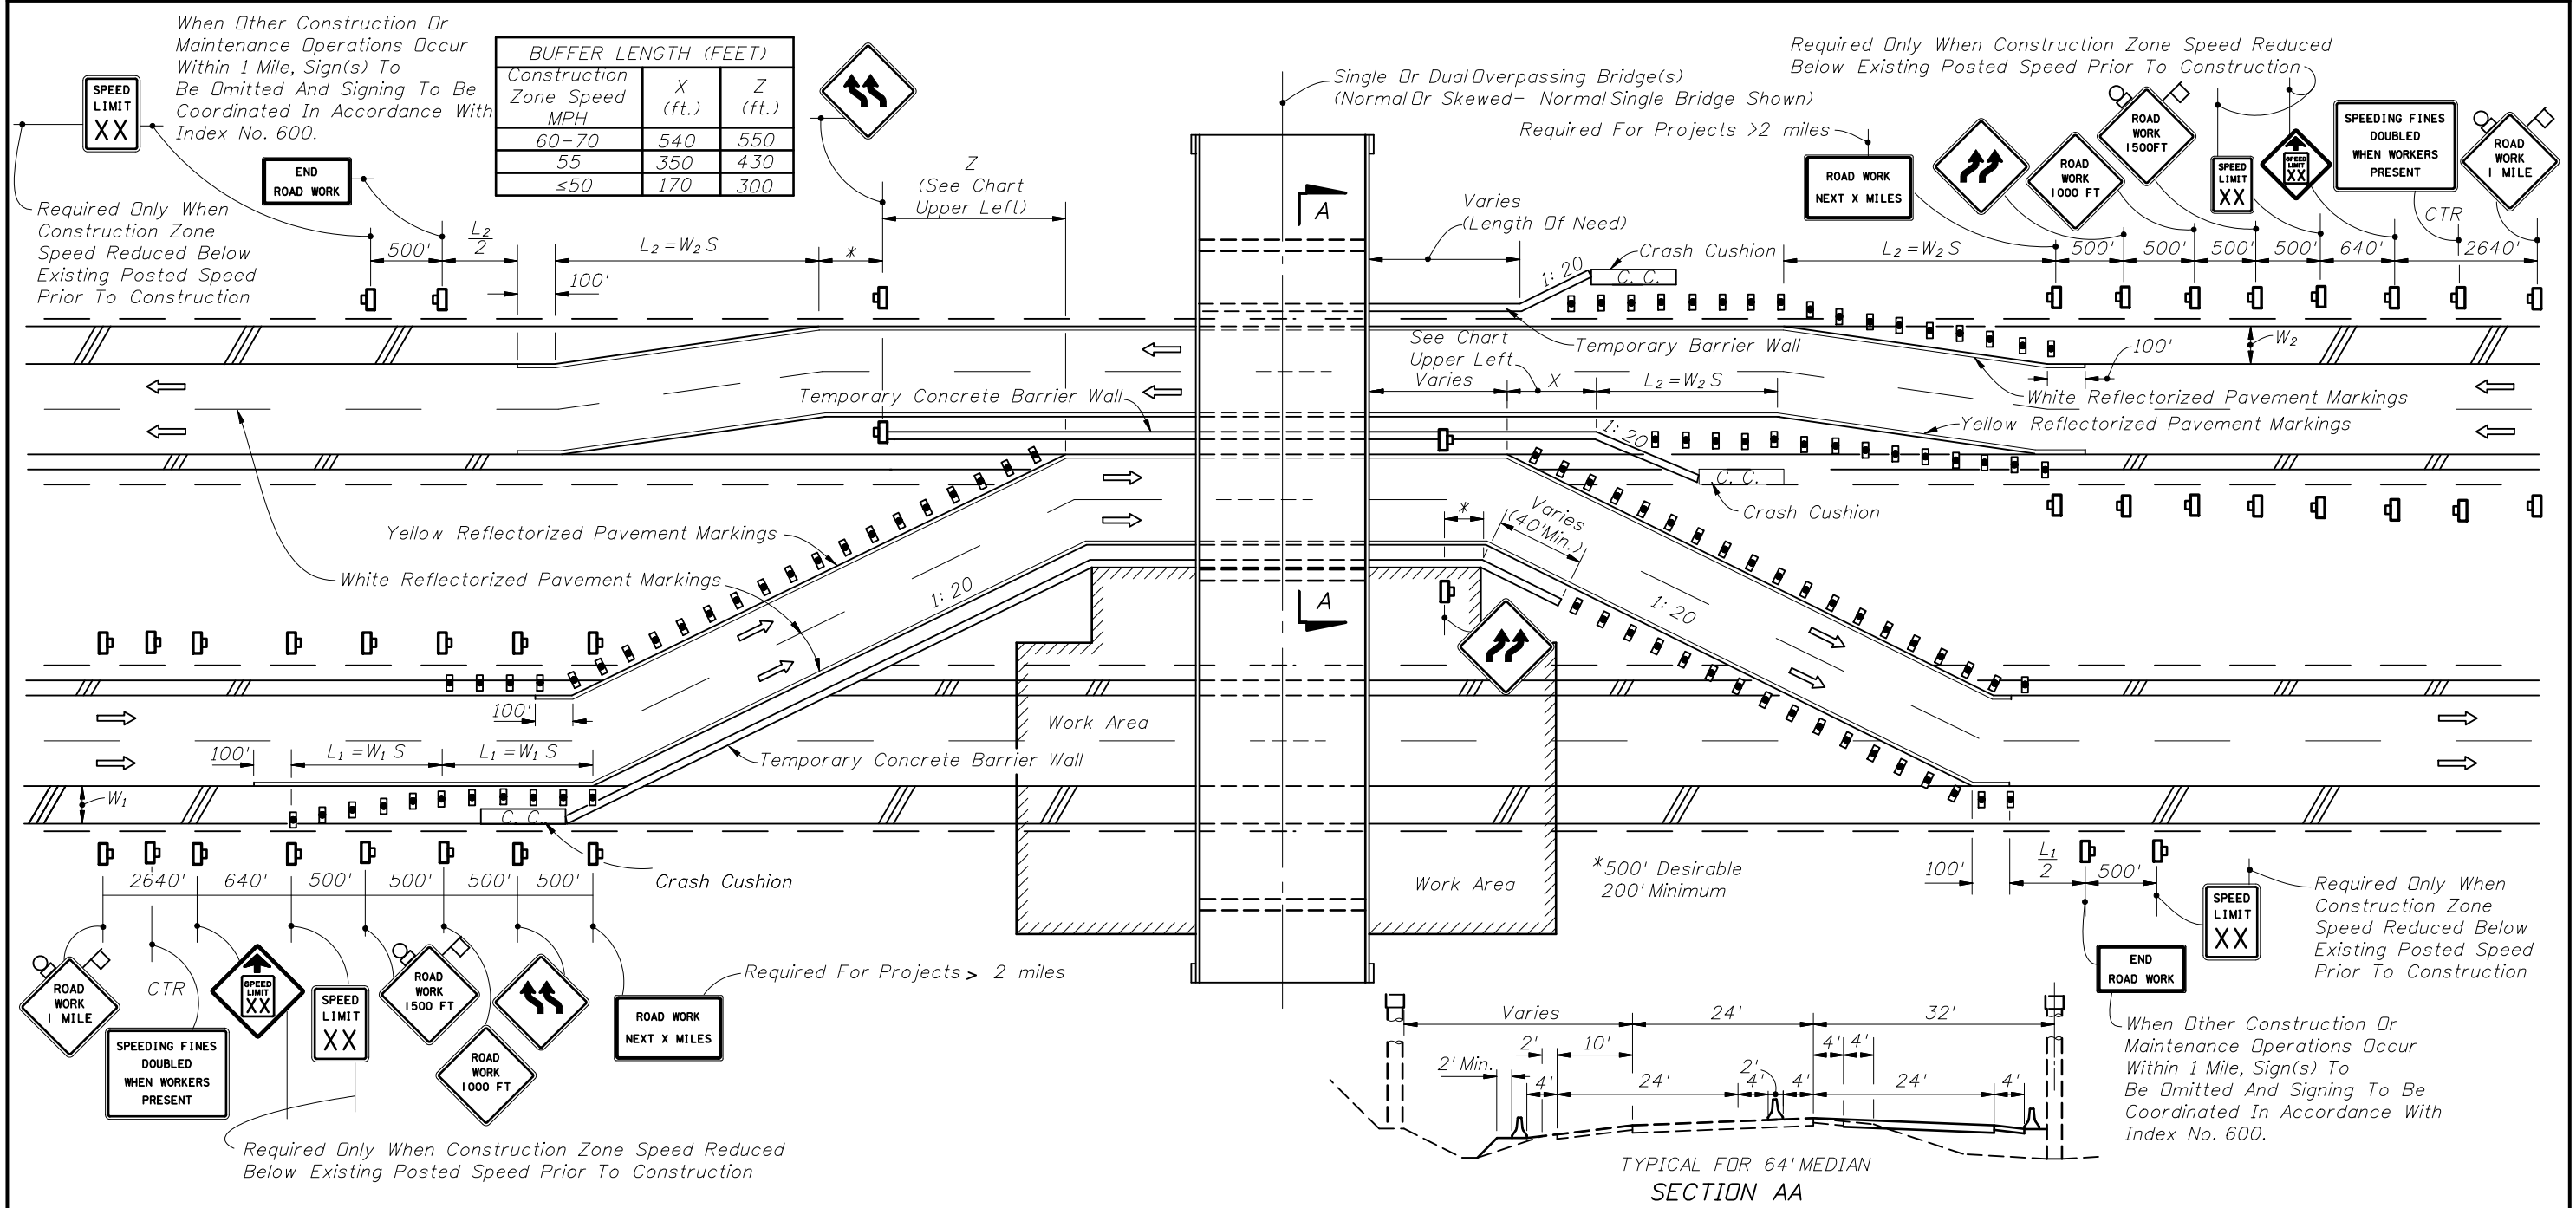 When Other Construction Or
Maintenance Operations Occur
Within 1 Mile, Sign(s) To
Be Omitted And Signing To Be
Coordinated In Accordance With
Index No. 600.
SPEED
LIMIT
XX
END
ROAD WORK
Required Only When
Construction Zone
Speed Reduced Below
Existing Posted Speed
Prior To Construction
BUFFER LENGTH (FEET)
Construction
Zone Speed
MPH
X
(ft.)
Z
(ft.)
60-70 540 550
55 350 430
≤50 170 300
Z
(See Chart
Upper Left)
500'
L2
2
L2=W2 S
*
100'
Single Or Dual Overpassing Bridge(s)
(Normal Or Skewed- Normal Single Bridge Shown)
Required For Projects >2 miles
Required Only When Construction Zone Speed Reduced
Below Existing Posted Speed Prior To Construction
ROAD WORK
NEXT X MILES
ROAD
WORK
1000 FT
ROAD
WORK
1500FT
SPEED
LIMIT
XX
SPEED
LIMIT
XX
SPEEDING FINES
DOUBLED
WHEN WORKERS
PRESENT
ROAD
WORK
1 MILE
CTR
A
Varies
(Length Of Need)
Crash Cushion
1:20
C. C.
L2=W2 S
500' 500' 500' 500' 640' 2640'
See Chart
Upper Left
Varies
X
L2=W2 S
Temporary Barrier Wall
100'
W2
White Reflectorized Pavement Markings
Yellow Reflectorized Pavement Markings
Temporary Concrete Barrier Wall
1:20
C. C.
Crash Cushion
*
Varies
(40'Min.)
Yellow Reflectorized Pavement Markings
White Reflectorized Pavement Markings
1:20
A
1:20
100'
Work Area
100'
L1=W1 S
L1=W1 S
Temporary Concrete Barrier Wall
W1
C. C.
Crash Cushion
2640' 640' 500' 500' 500' 500'
Work Area
*500' Desirable
200' Minimum
100'
L1
2
500'
SPEED
LIMIT
XX
Required Only When
Construction Zone
Speed Reduced Below
Existing Posted Speed
Prior To Construction
END
ROAD WORK
When Other Construction Or
Maintenance Operations Occur
Within 1 Mile, Sign(s) To
Be Omitted And Signing To Be
Coordinated In Accordance With
Index No. 600.
ROAD
WORK
1 MILE
CTR
SPEEDING FINES
DOUBLED
WHEN WORKERS
PRESENT
SPEED
LIMIT
XX
SPEED
LIMIT
XX
ROAD
WORK
1500 FT
ROAD
WORK
1000 FT
ROAD WORK
NEXT X MILES
Required For Projects > 2 miles
Required Only When Construction Zone Speed Reduced
Below Existing Posted Speed Prior To Construction
Varies 24' 32'
2' 10' 4' 4'
2' Min. 4' 24' 4' 2' 4' 24' 4'
TYPICAL FOR 64' MEDIAN
SECTION AA